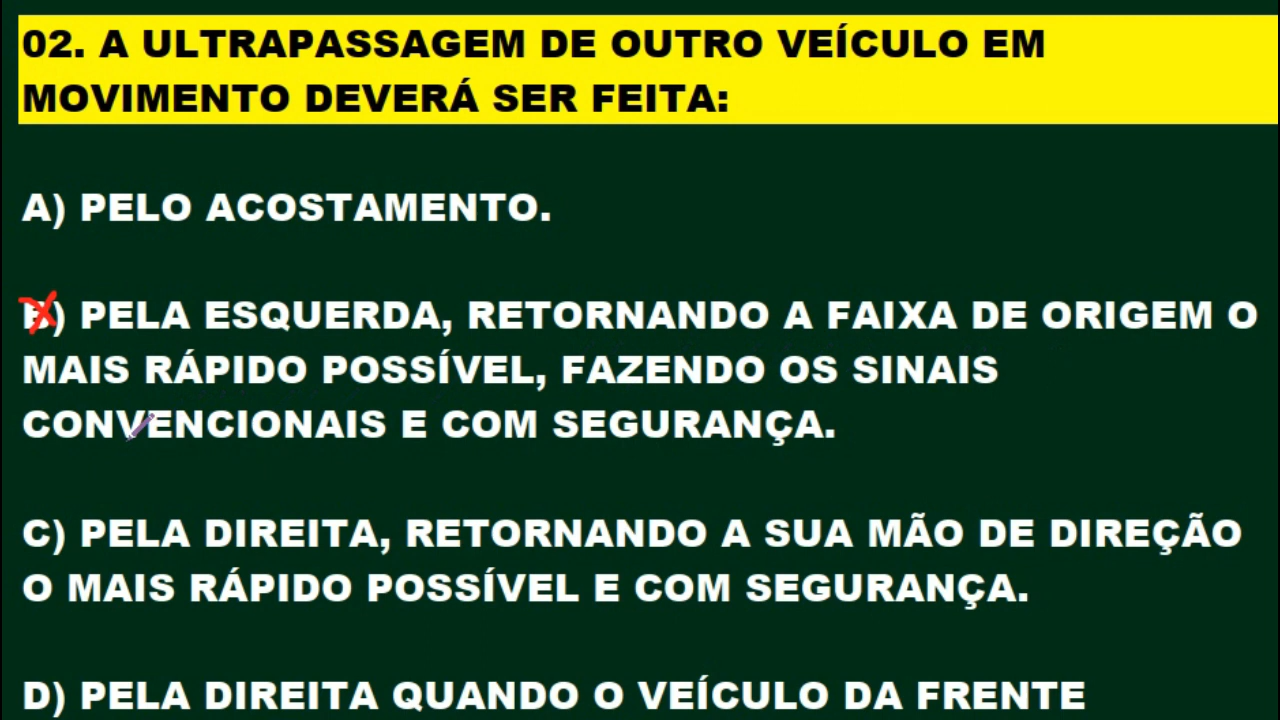 02. A ULTRAPASSAGEM DE OUTRO VEÍCULO EM
MOVIMENTO DEVERÁ SER FEITA:
A) PELO ACOSTAMENTO.
B) PELA ESQUERDA, RETORNANDO A FAIXA DE ORIGEM O
MAIS RÁPIDO POSSÍVEL, FAZENDO OS SINAIS
CONVENCIONAIS E COM SEGURANÇA.
C) PELA DIREITA, RETORNANDO A SUA MÃO DE DIREÇÃO
O MAIS RÁPIDO POSSÍVEL E COM SEGURANÇA.
D) PELA DIREITA QUANDO O VEÍCULO DA FRENTE